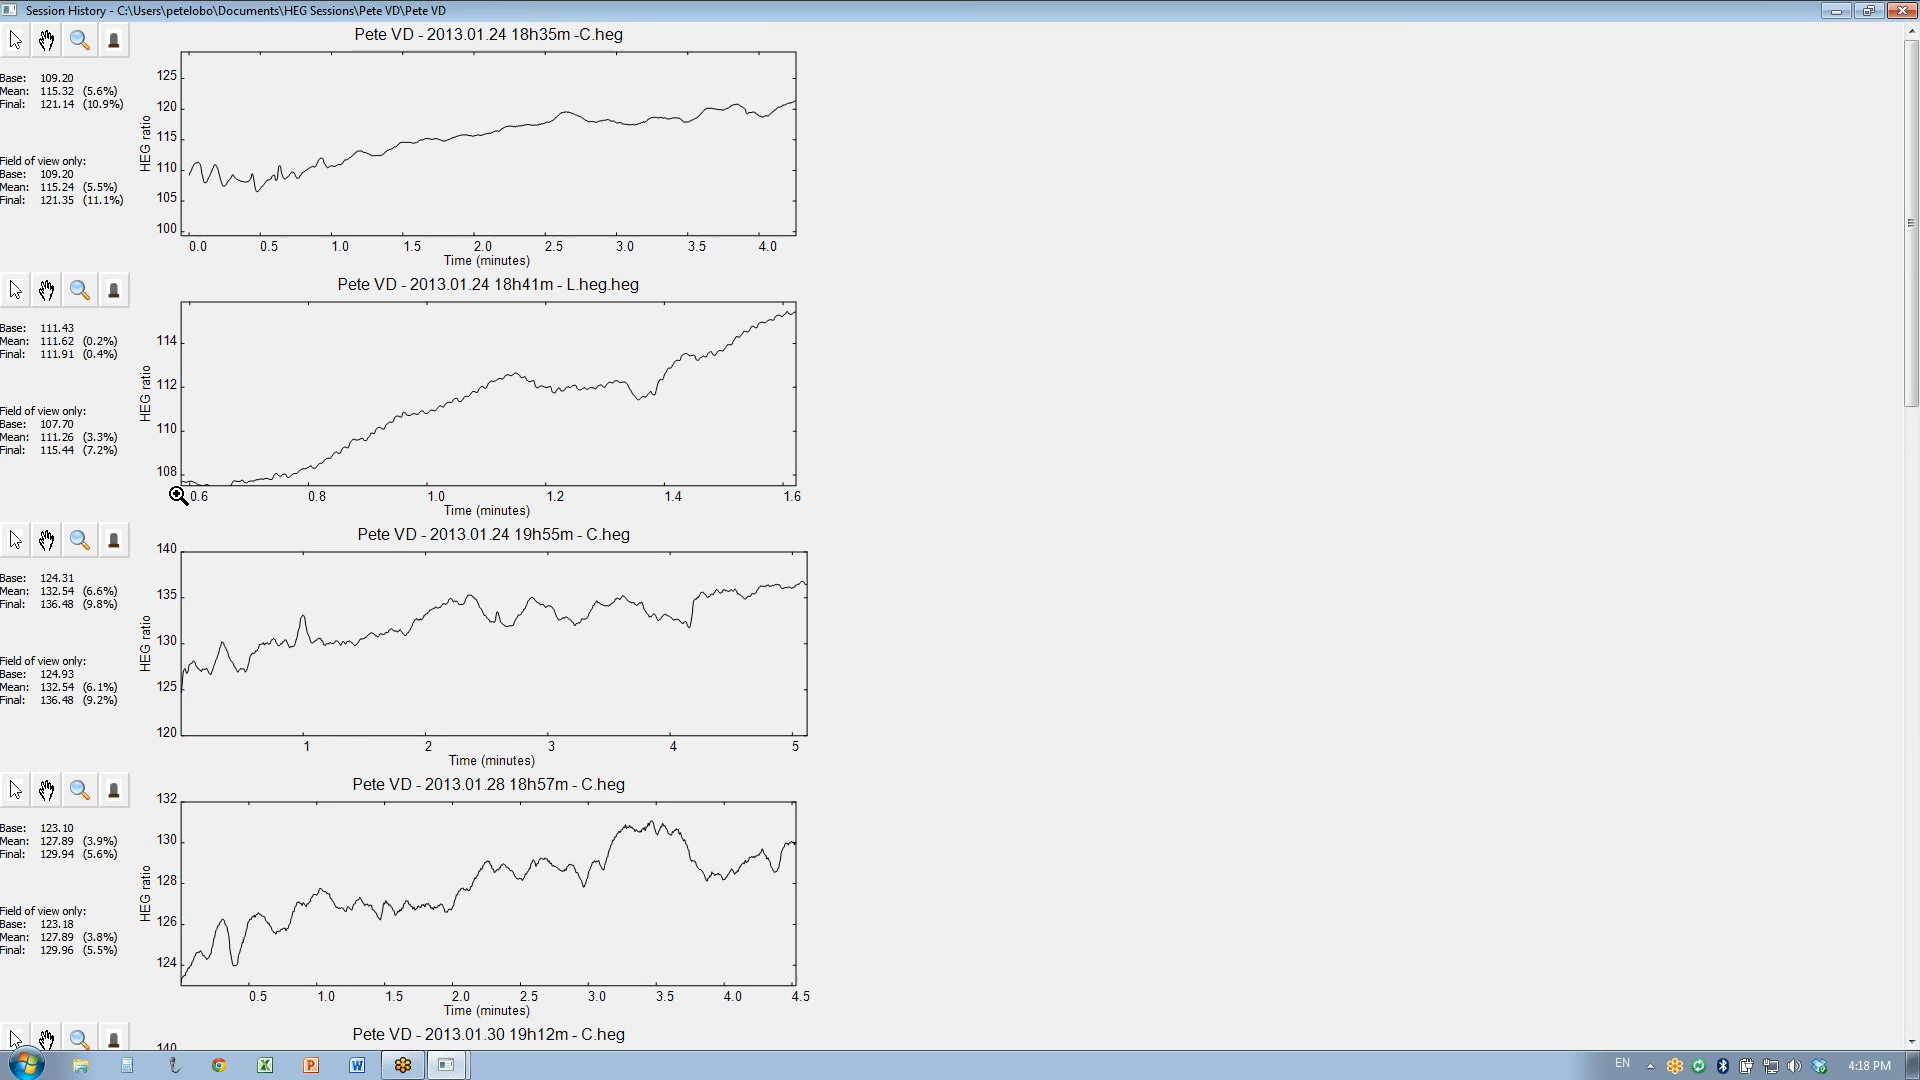 Session History - C:\Users\petelobo\Documents\HEG Sessions\Pete VD\Pete VD
Pete VD - 2013.01.24 18h35m -C.heg
Base: 109.20
Mean: 115.32 (5.6%)
Final: 121.14 (10.9%)
Field of view only:
Base: 109.20
Mean: 115.24 (5.5%)
Final: 121.35 (11.1%)
HEG ratio
125
120
115
110
105
100
0.0 0.5 1.0 1.5 2.0 2.5 3.0 3.5 4.0
Time (minutes)
Pete VD - 2013.01.24 18h41m - L.heg.heg
Base: 111.43
Mean: 111.62 (0.2%)
Final: 111.91 (0.4%)
Field of view only:
Base: 107.70
Mean: 111.26 (3.3%)
Final: 115.44 (7.2%)
HEG ratio
114
112
110
108
0.6 0.8 1.0 1.2 1.4 1.6
Time (minutes)
Pete VD - 2013.01.24 19h55m - C.heg
Base: 124.31
Mean: 132.54 (6.6%)
Final: 136.48 (9.8%)
Field of view only:
Base: 124.93
Mean: 132.54 (6.1%)
Final: 136.48 (9.2%)
HEG ratio
140
135
130
125
120
1 2 3 4 5
Time (minutes)
Pete VD - 2013.01.28 18h57m - C.heg
Base: 123.10
Mean: 127.89 (3.9%)
Final: 129.94 (5.6%)
Field of view only:
Base: 123.18
Mean: 127.89 (3.8%)
Final: 129.96 (5.5%)
HEG ratio
132
130
128
126
124
0.5 1.0 1.5 2.0 2.5 3.0 3.5 4.0 4.5
Time (minutes)
Pete VD - 2013.01.30 19h12m - C.heg
140
EN 4:18 PM